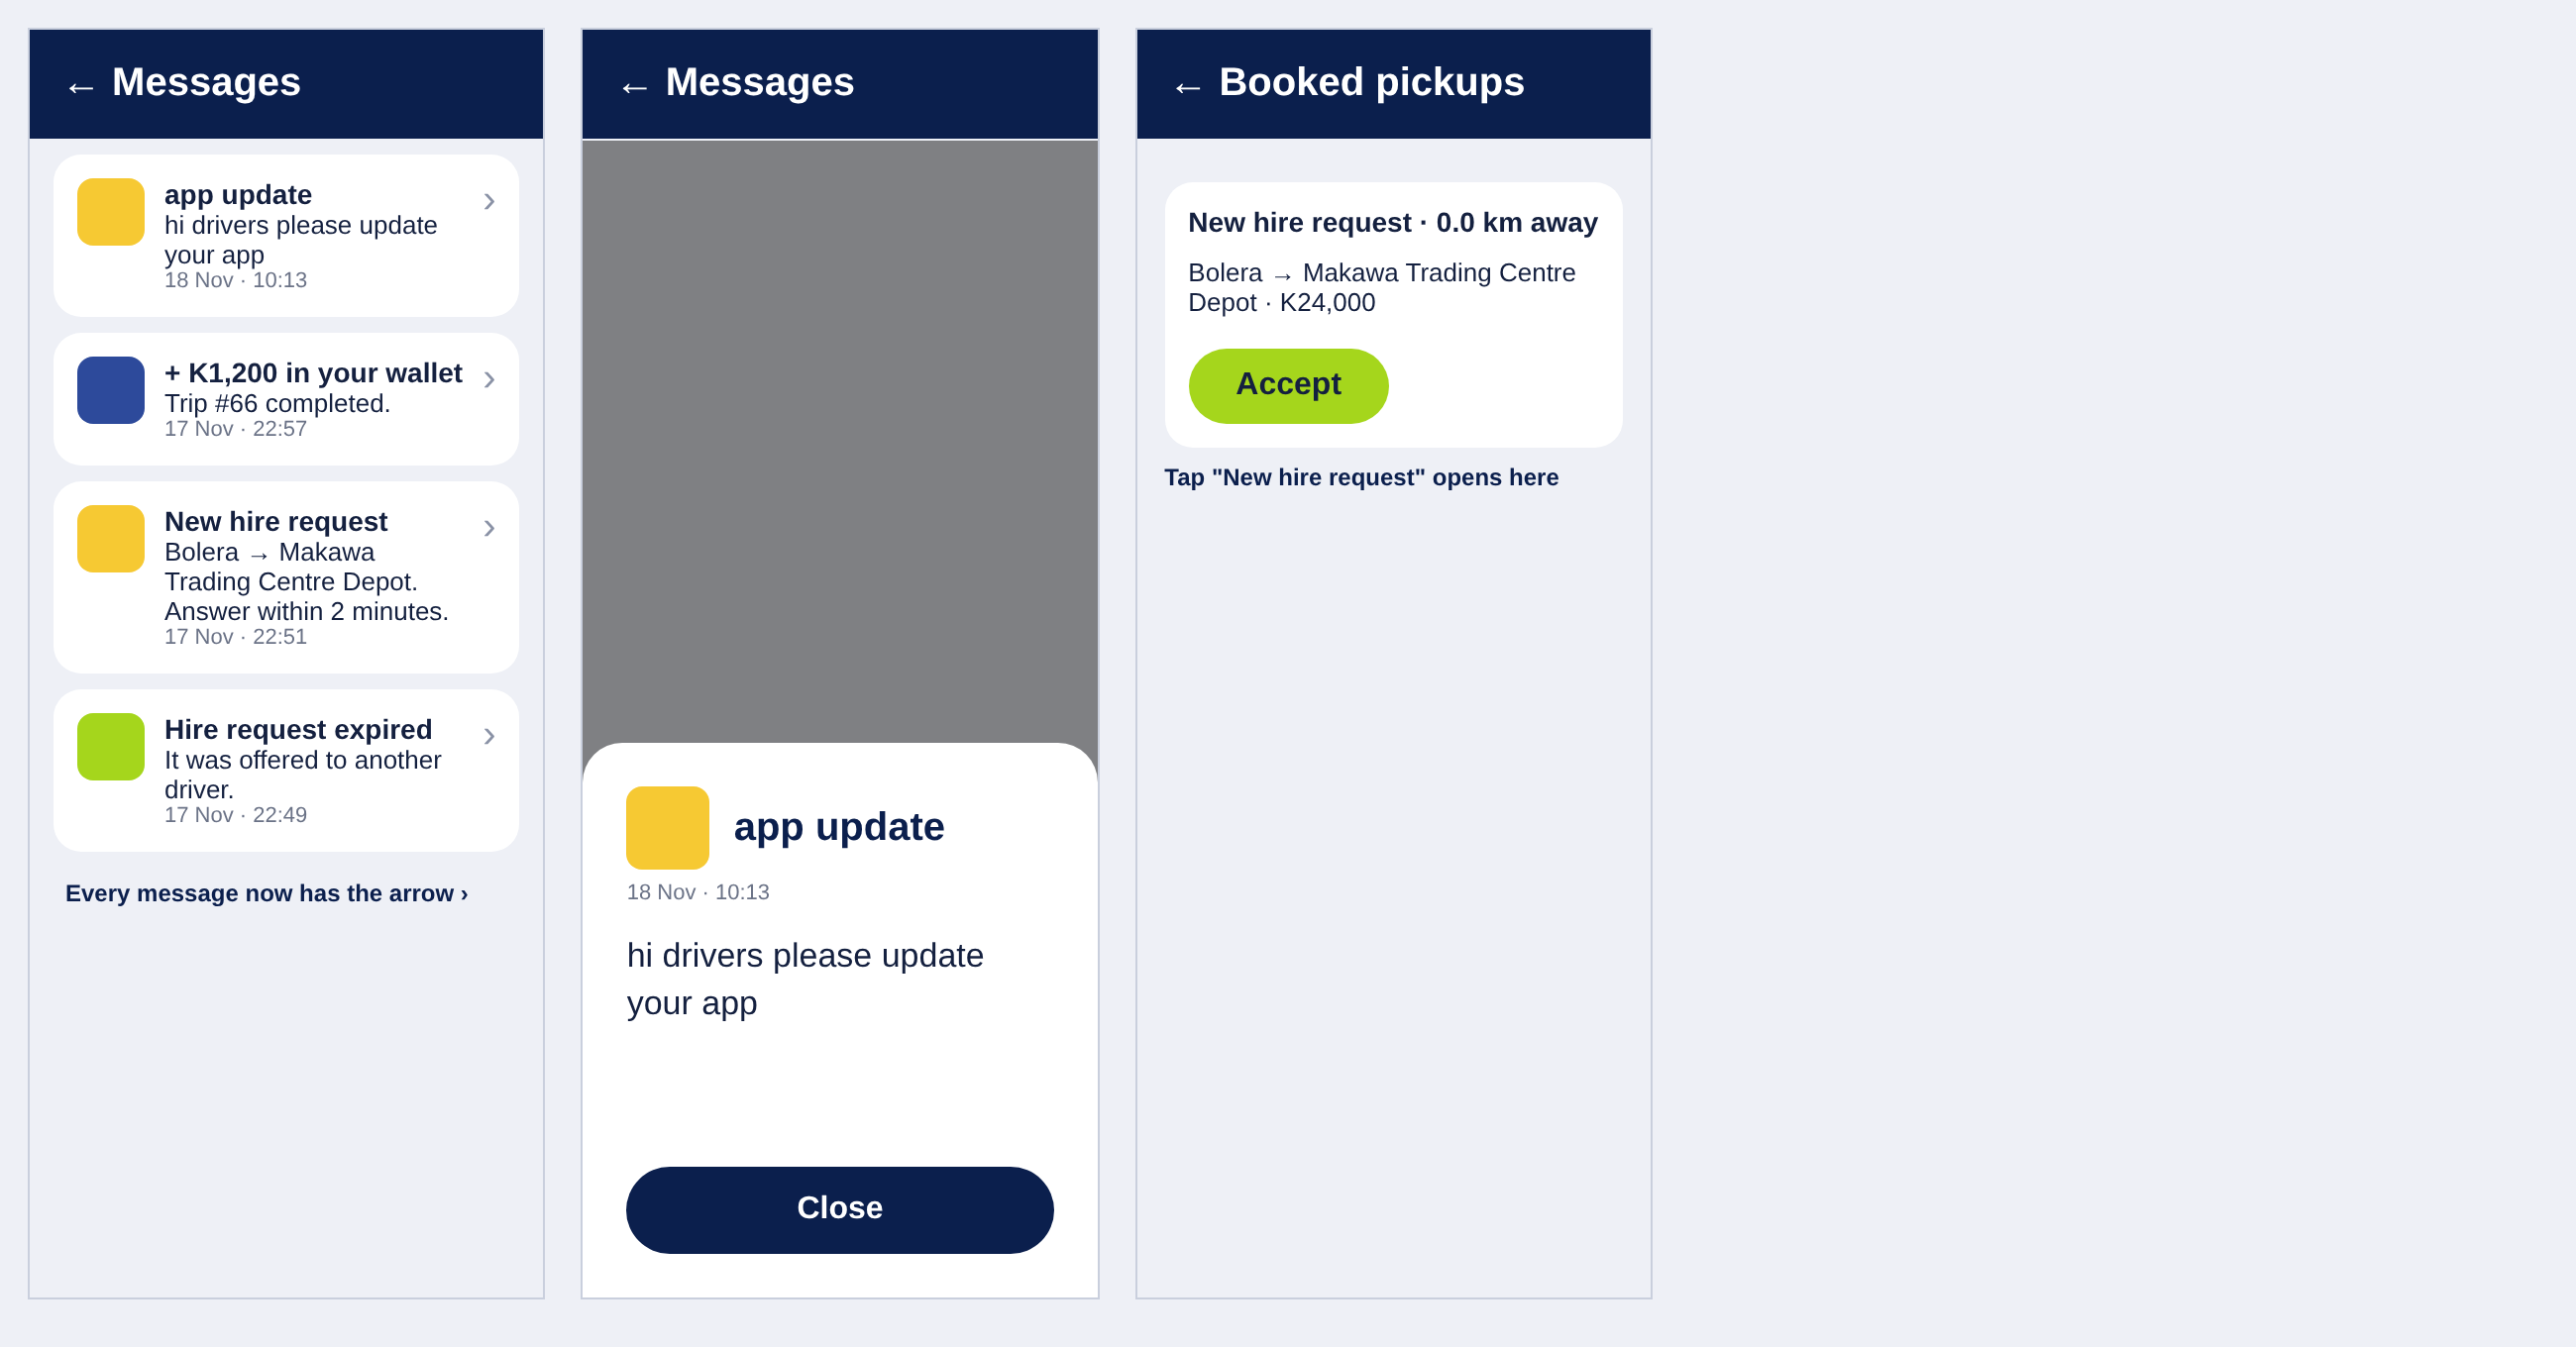 ← Messages
app update ›
hi drivers please update
your app
18 Nov · 10:13
+ K1,200 in your wallet ›
Trip #66 completed.
17 Nov · 22:57
New hire request ›
Bolera → Makawa
Trading Centre Depot.
Answer within 2 minutes.
17 Nov · 22:51
Hire request expired ›
It was offered to another
driver.
17 Nov · 22:49
Every message now has the arrow ›
← Messages
app update
18 Nov · 10:13
hi drivers please update
your app
Close
← Booked pickups
New hire request · 0.0 km away
Bolera → Makawa Trading Centre
Depot · K24,000
Accept
Tap "New hire request" opens here